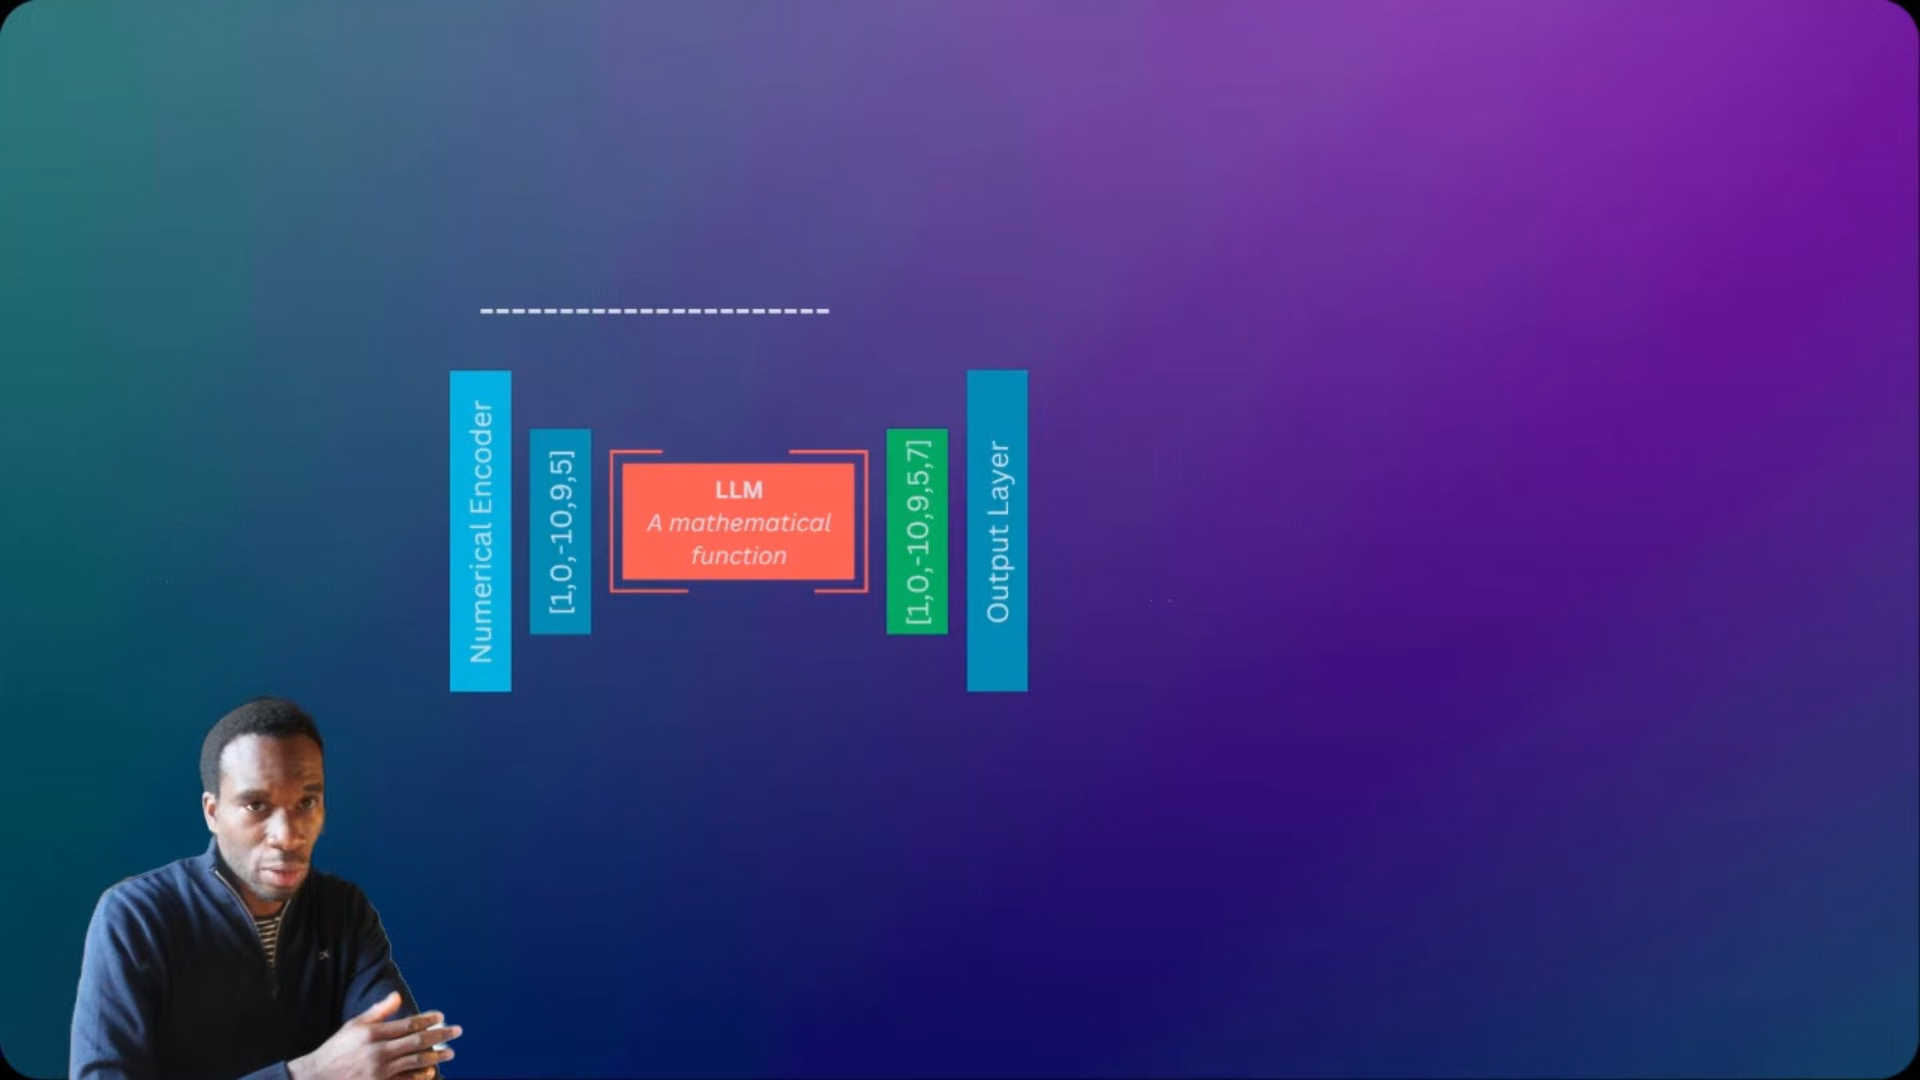 Numerical Encoder
[1,0,-10,9,5]
LLM
A mathematical
function
[1,0,-10,9,5,7]
Output Layer